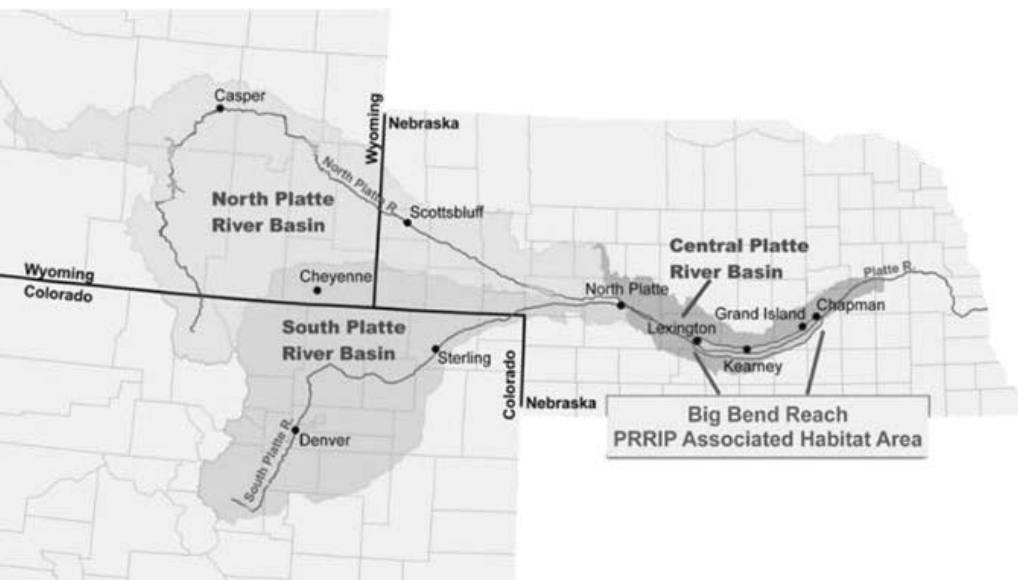 Casper
Wyoming
Nebraska
North Platte R.
North Platte
River Basin
Scottsbluff
Central Platte
River Basin
Platte R.
Wyoming
Colorado
Cheyenne
North Platte
Grand Island
Chapman
South Platte
River Basin
Lexington
Sterling
Kearney
Colorado
Nebraska
Big Bend Reach
PRRIP Associated Habitat Area
Denver
South Platte R.